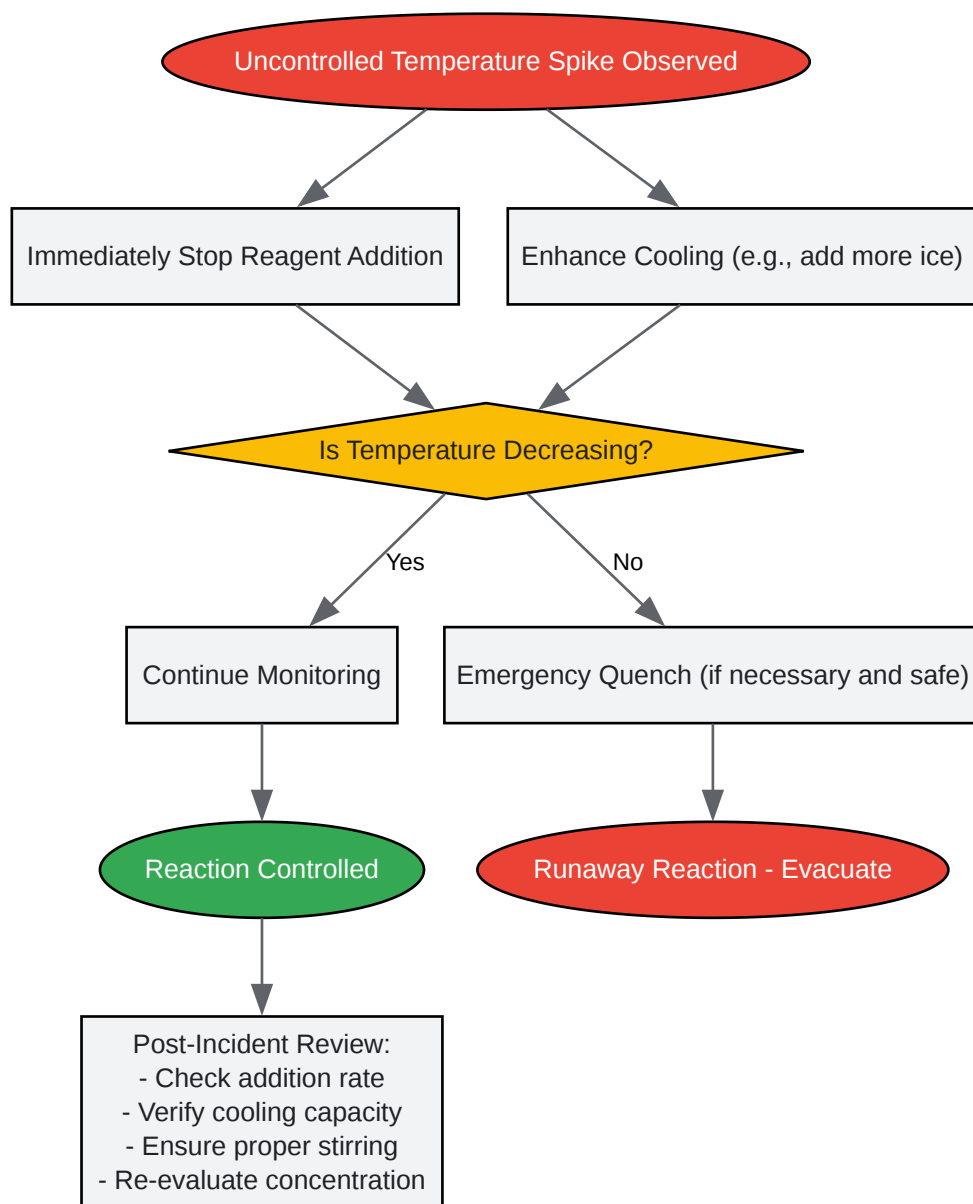 Uncontrolled Temperature Spike Observed
Immediately Stop Reagent Addition
Enhance Cooling (e.g., add more ice)
Is Temperature Decreasing?
Yes
No
Continue Monitoring
Emergency Quench (if necessary and safe)
Reaction Controlled
Runaway Reaction - Evacuate
Post-Incident Review:
- Check addition rate
- Verify cooling capacity
- Ensure proper stirring
- Re-evaluate concentration